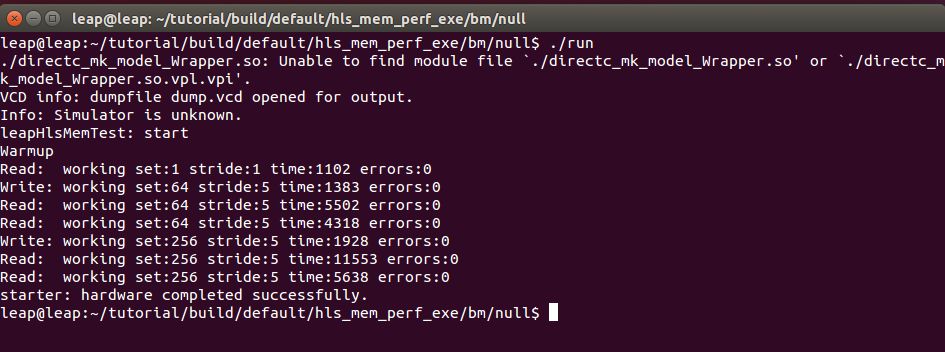 leap@leap: ~/tutorial/build/default/hls_mem_perf_exe/bm/null
leap@leap:~/tutorial/build/default/hls_mem_perf_exe/bm/null$ ./run
./directc_mk_model_Wrapper.so: Unable to find module file `./directc_mk_model_Wrapper.so' or `./directc_m
k_model_Wrapper.so.vpl.vpi'.
VCD info: dumpfile dump.vcd opened for output.
Info: Simulator is unknown.
leapHlsMemTest: start
Warmup
Read:  working set:1 stride:1 time:1102 errors:0
Write: working set:64 stride:5 time:1383 errors:0
Read:  working set:64 stride:5 time:5502 errors:0
Read:  working set:64 stride:5 time:4318 errors:0
Write: working set:256 stride:5 time:1928 errors:0
Read:  working set:256 stride:5 time:11553 errors:0
Read:  working set:256 stride:5 time:5638 errors:0
starter: hardware completed successfully.
leap@leap:~/tutorial/build/default/hls_mem_perf_exe/bm/null$